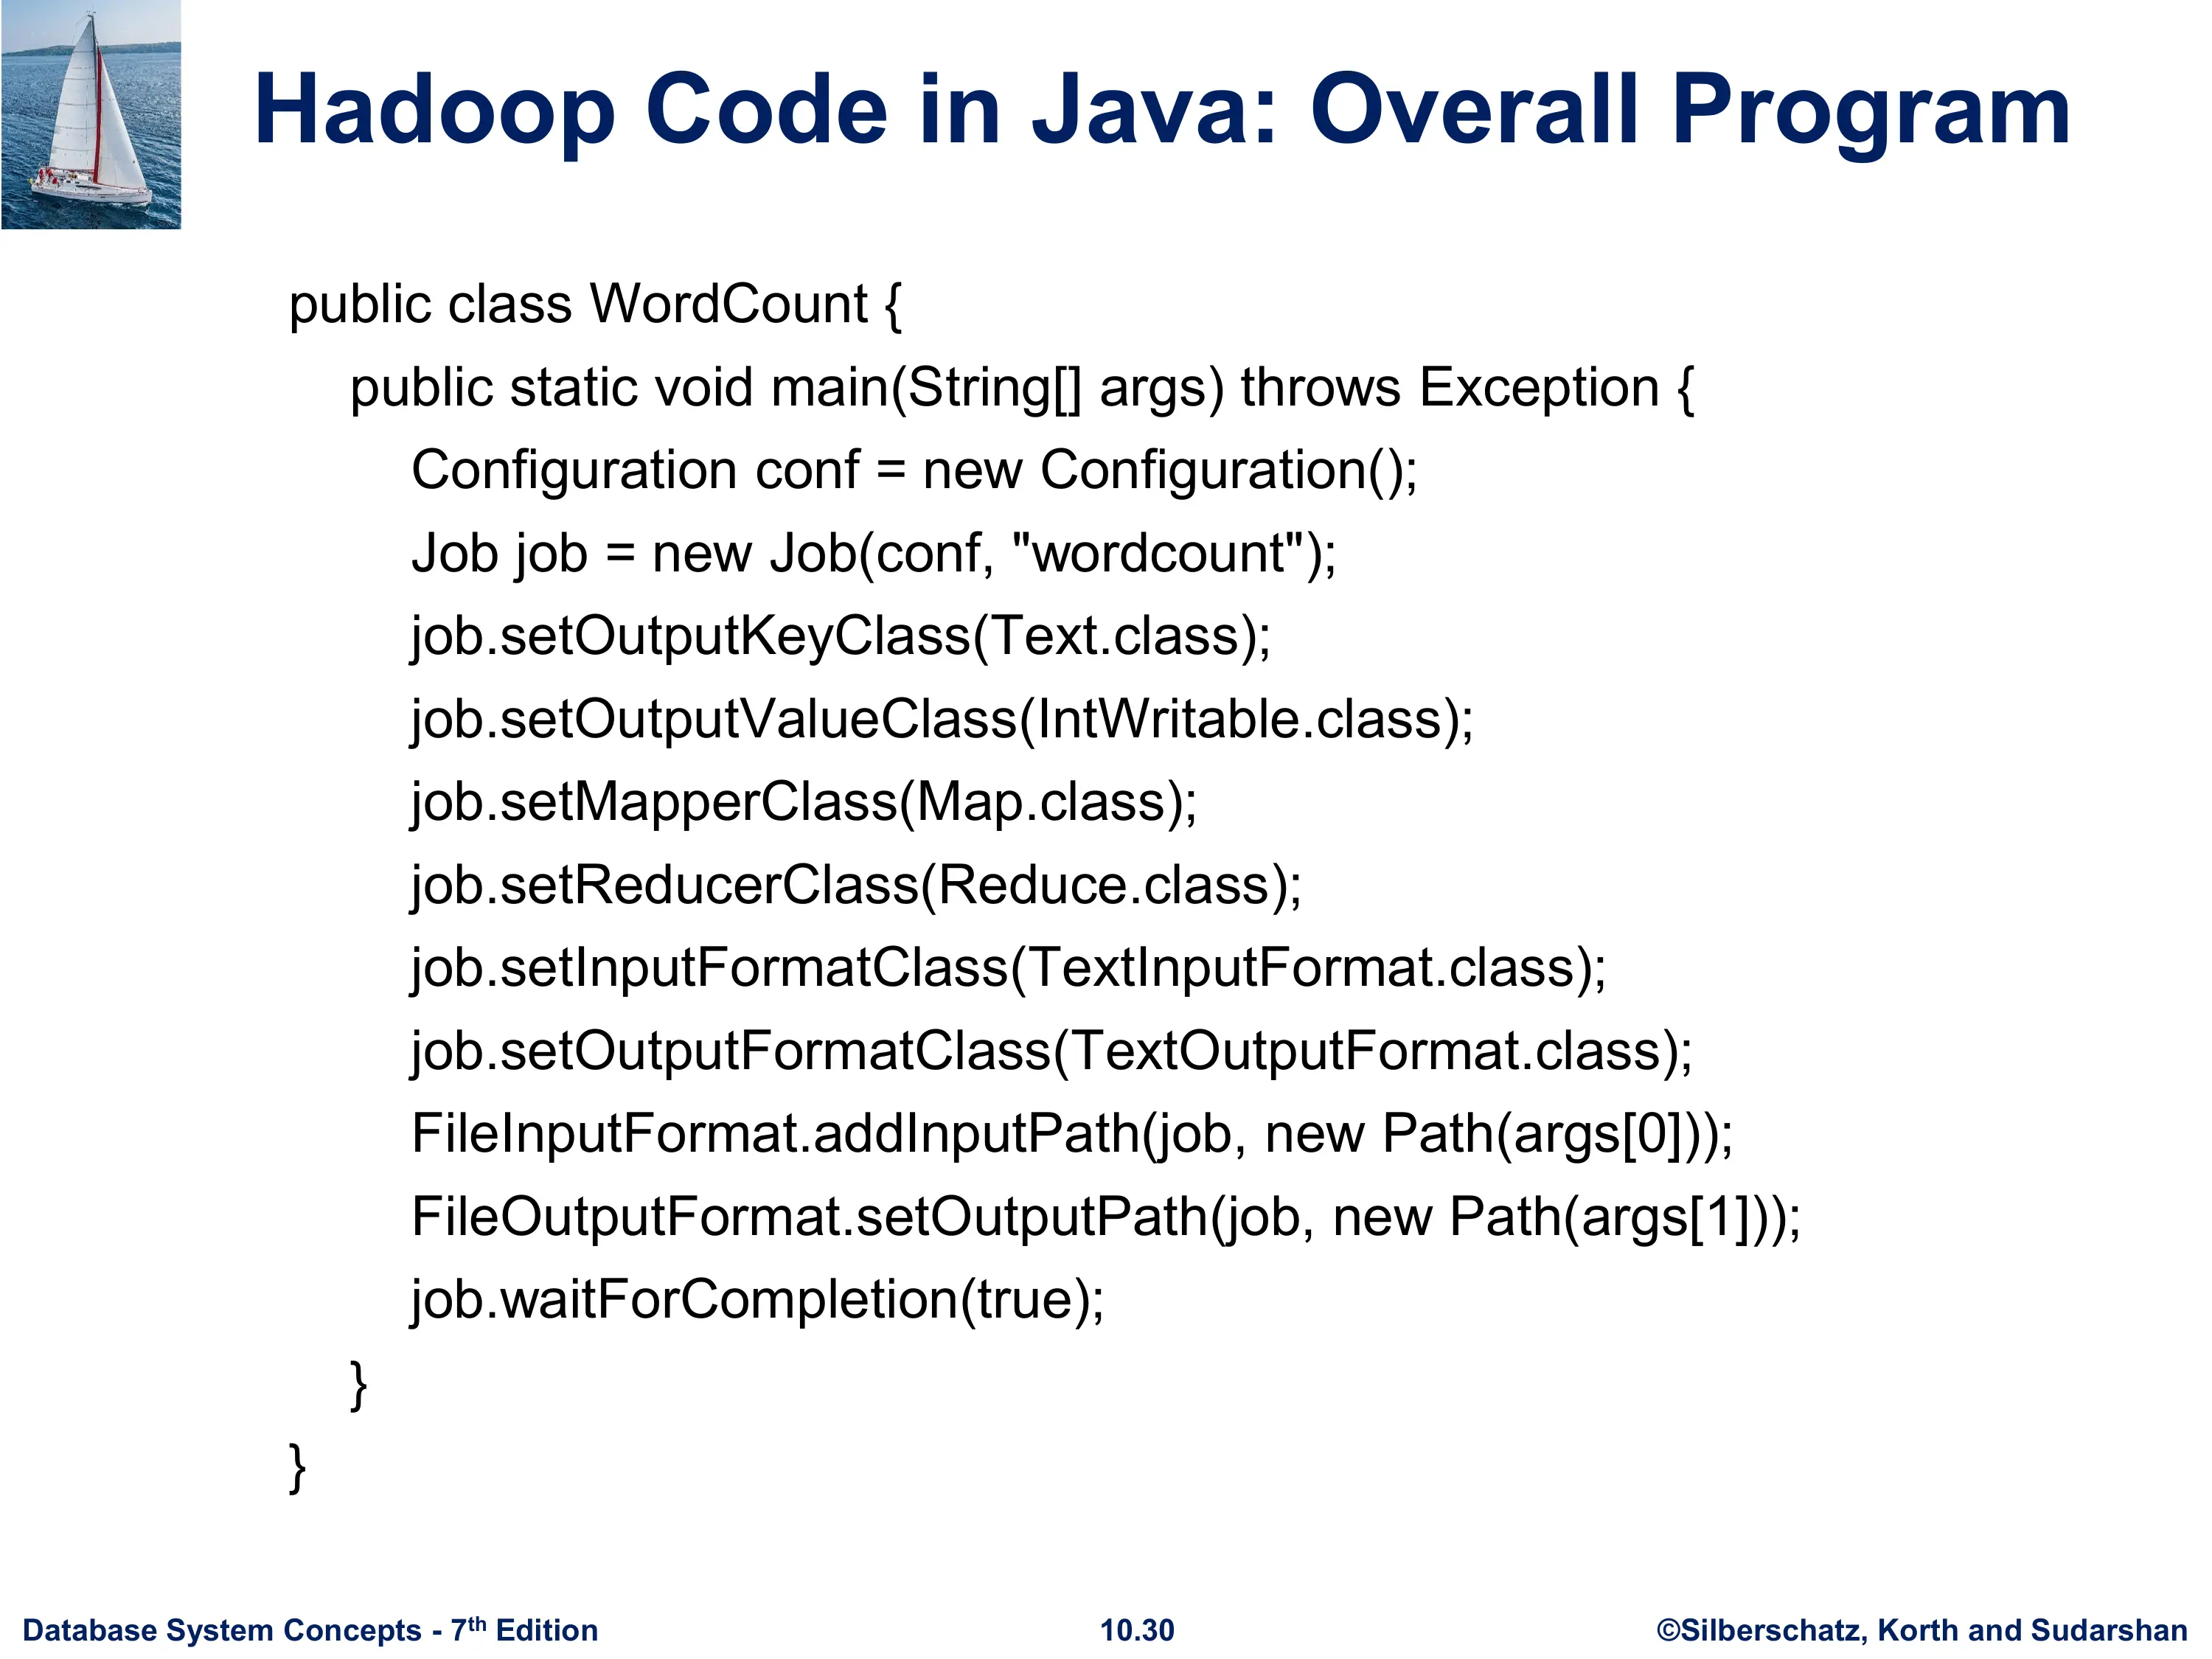 Hadoop Code in Java: Overall Program
public class WordCount {
public static void main(String[] args) throws Exception {
Configuration conf = new Configuration();
Job job = new Job(conf, "wordcount");
job.setOutputKeyClass(Text.class);
job.setOutputValueClass(IntWritable.class);
job.setMapperClass(Map.class);
job.setReducerClass(Reduce.class);
job.setInputFormatClass(TextInputFormat.class);
job.setOutputFormatClass(TextOutputFormat.class);
FileInputFormat.addInputPath(job, new Path(args[0]));
FileOutputFormat.setOutputPath(job, new Path(args[1]));
job.waitForCompletion(true);
}
}
Database System Concepts - 7th Edition
10.30
©Silberschatz, Korth and Sudarshan